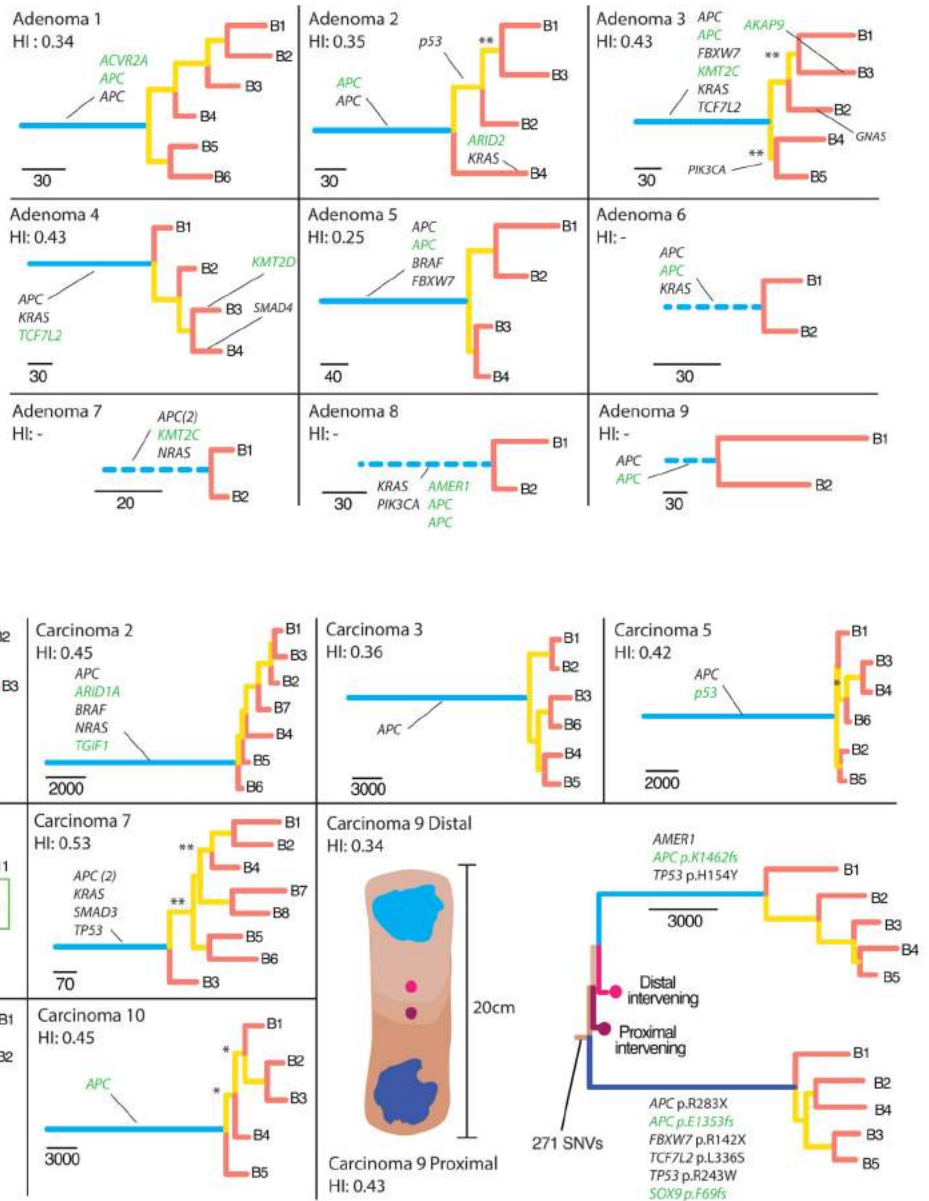 Adenoma 1
HI : 0.34
ACVR2A
APC
APC
B1
B2
B3
B4
B5
B6
30
Adenoma 2
HI: 0.35
p53
**
APC
APC
ARID2
KRAS
B1
B3
B2
B4
30
Adenoma 3
HI: 0.43
APC
APC
FBXW7
KMT2C
KRAS
TCF7L2
AKAP9
**
**
PIK3CA
GNAS
B1
B3
B2
B4
B5
30
Adenoma 4
HI: 0.43
APC
KRAS
TCF7L2
KMT2D
SMAD4
B1
B2
B3
B4
30
Adenoma 5
HI: 0.25
APC
APC
BRAF
FBXW7
B1
B2
B3
B4
40
Adenoma 6
HI: -
APC
APC
KRAS
B1
B2
30
Adenoma 7
HI: -
APC(2)
KMT2C
NRAS
B1
B2
20
Adenoma 8
HI: -
KRAS AMER1
PIK3CA APC
APC
B1
B2
30
Adenoma 9
HI: -
APC
APC
B1
B2
30
B3
B1
Carcinoma 2
HI: 0.45
APC
ARID1A
BRAF
NRAS
TGIF1
B1
B3
B2
B7
B4
B5
B6
2000
Carcinoma 3
HI: 0.36
APC
B1
B2
B3
B6
B4
B5
3000
Carcinoma 5
HI: 0.42
APC
p53
*
B1
B3
B4
B6
B2
B5
2000
Carcinoma 7
HI: 0.53
APC (2)
KRAS
SMAD3
TP53
**
**
B1
B2
B4
B7
B8
B5
B6
B3
70
Carcinoma 10
HI: 0.45
APC
*
*
B1
B2
B3
B4
B5
3000
Carcinoma 9 Distal
HI: 0.34
20cm
Carcinoma 9 Proximal
HI: 0.43
AMER1
APC p.K1462fs
TP53 p.H154Y
3000
B1
B2
B3
B4
B5
Distal
intervening
Proximal
intervening
271 SNVs
B1
B2
B4
B3
B5
APC p.R283X
APC p.E1353fs
FBXW7 p.R142X
TCF7L2 p.L336S
TP53 p.R243W
SOX9 p.F69fs